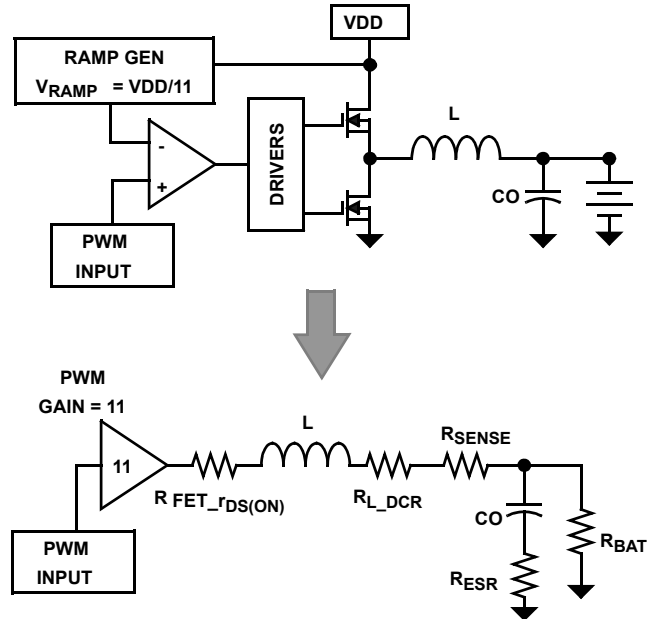 VDD
RAMP GEN
VRAMP = VDD/11
-
+
DRIVERS
L
CO
PWM
INPUT
PWM
GAIN = 11
11
L
RSENSE
R FET_rDS(ON)
RL_DCR
CO
RBAT
RESR
PWM
INPUT